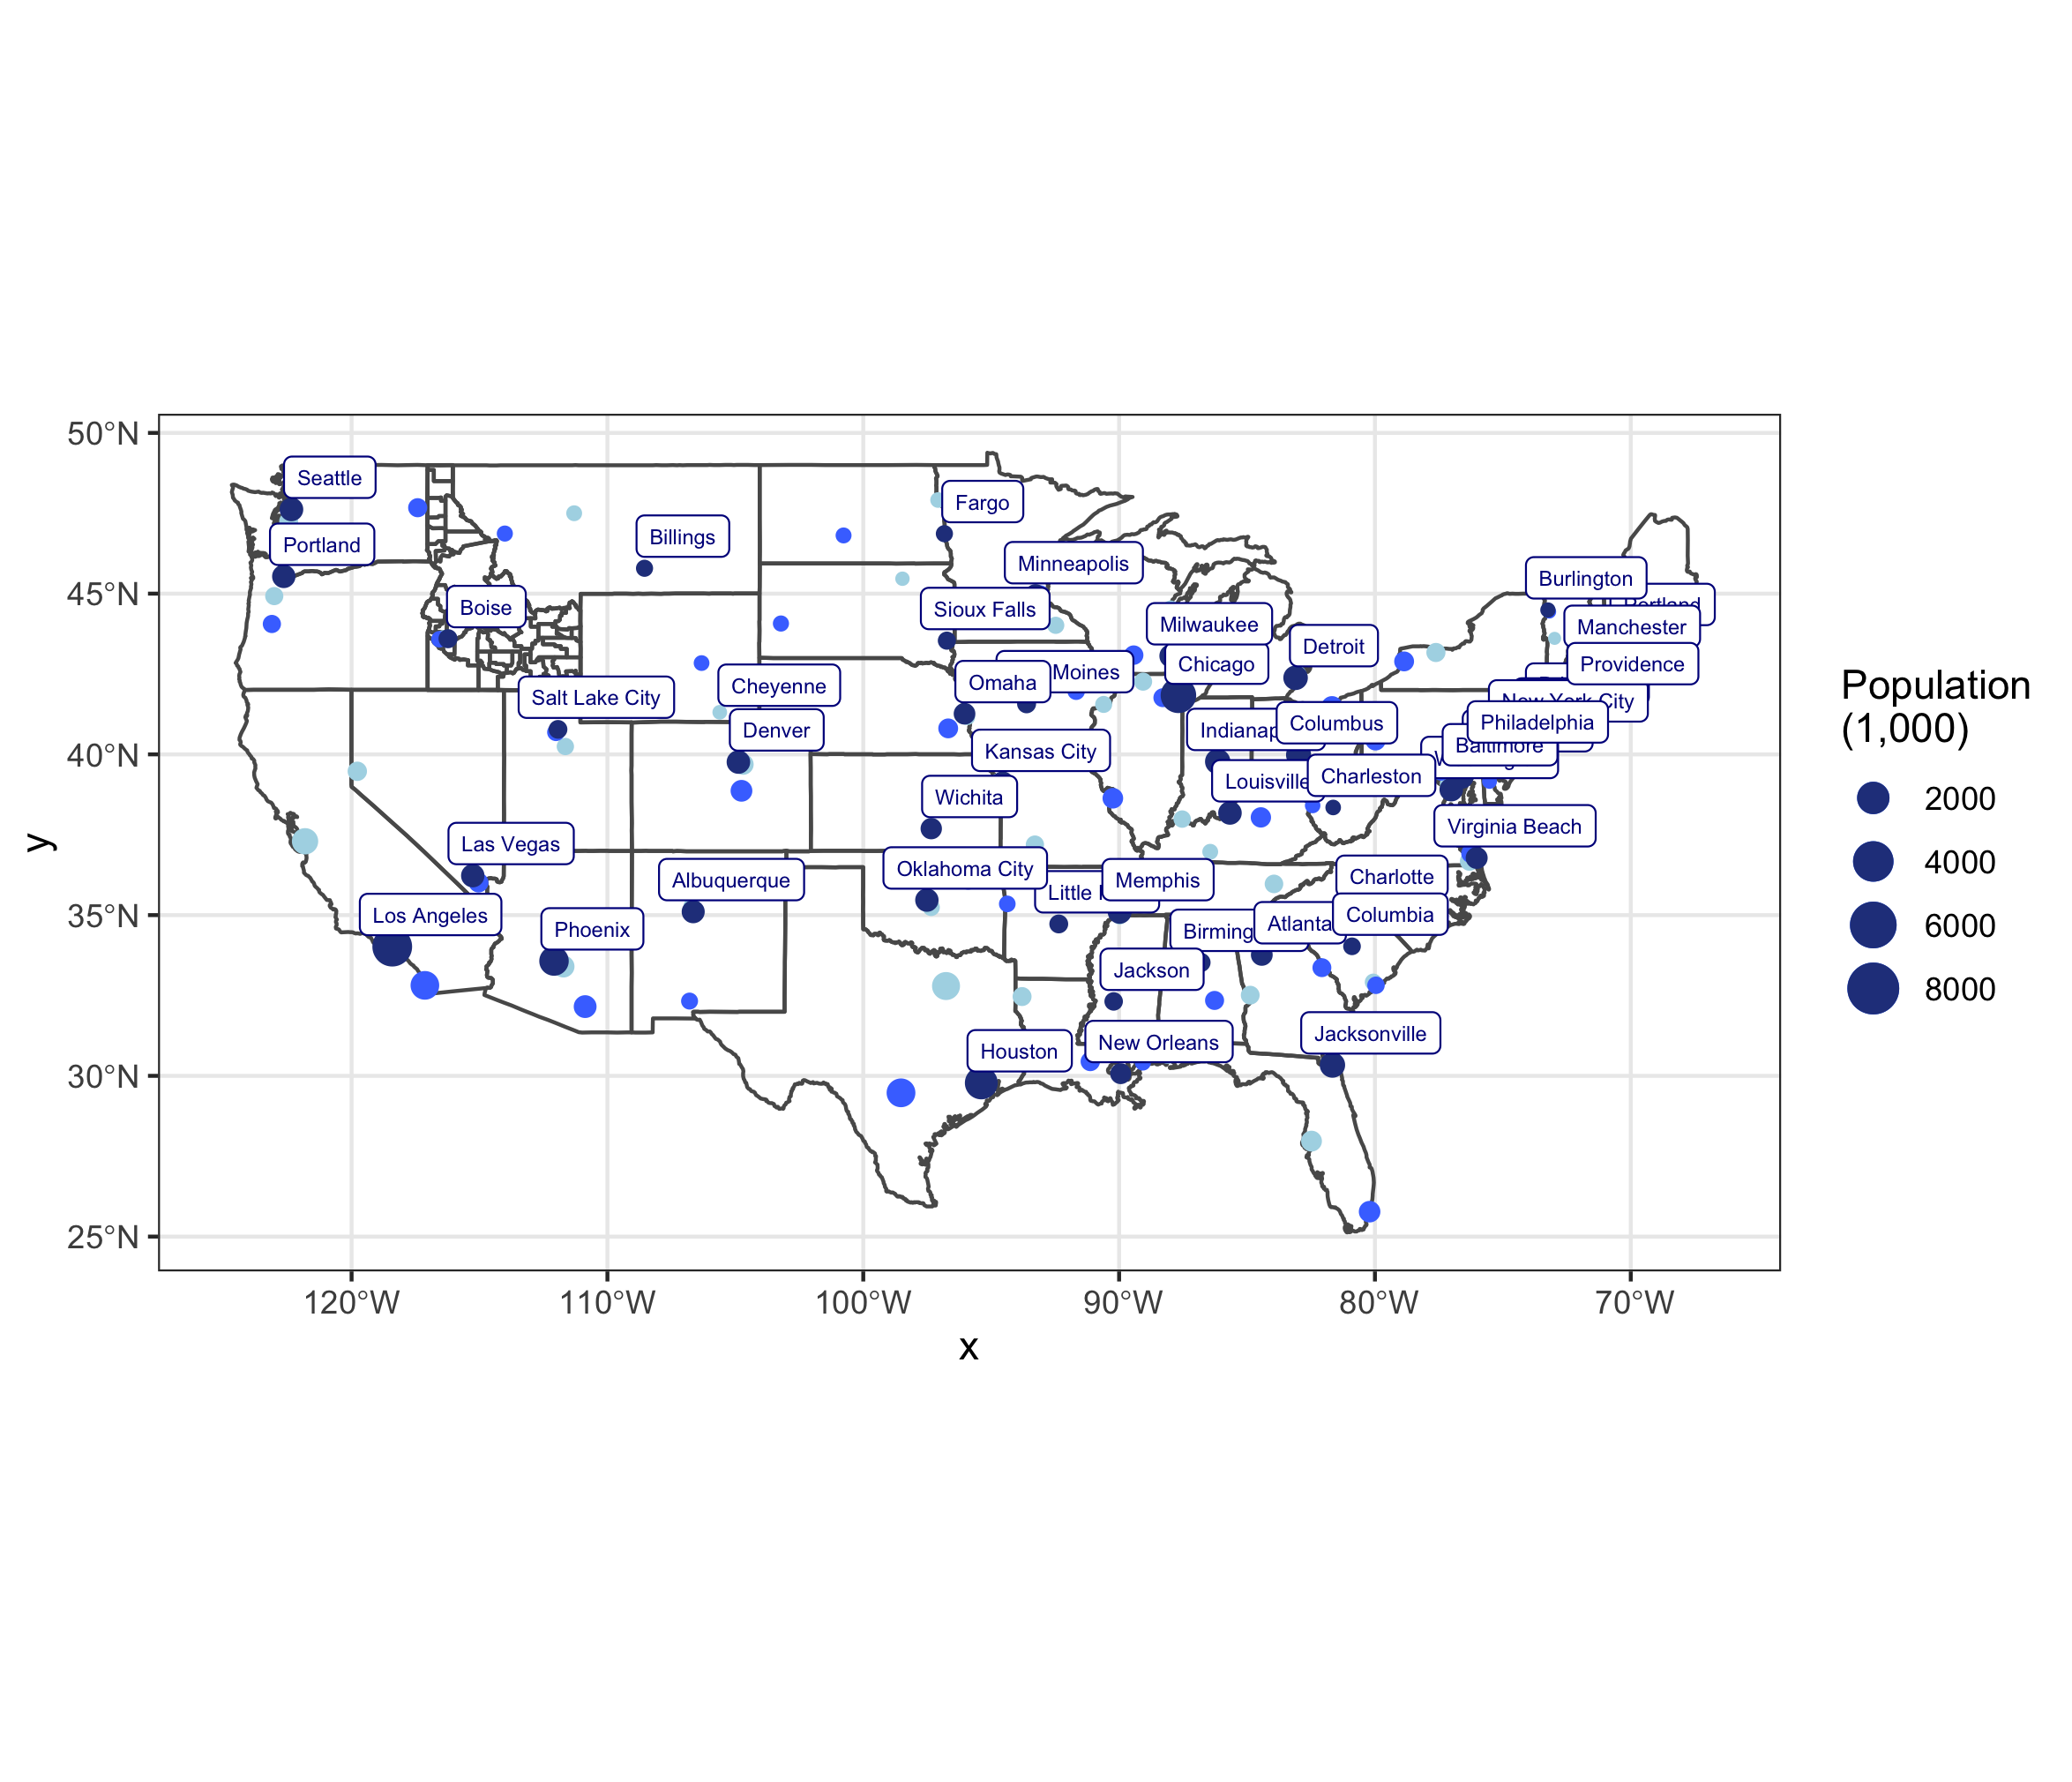 50°N
45°N
40°N
35°N
30°N
25°N
y
Seattle
Portland
Fargo
Billings
Minneapolis
Burlington
Portland
Boise
Sioux Falls
Milwaukee
Manchester
Detroit
Providence
Chicago
Moines
Omaha
Cheyenne
Salt Lake City
New York City
Philadelphia
Denver
Columbus
Indianap
Baltimore
Kansas City
Charleston
Louisville
Wichita
Virginia Beach
Las Vegas
Oklahoma City
Charlotte
Albuquerque
Memphis
Little
Los Angeles
Columbia
Atlanta
Phoenix
Birming
Jackson
Jacksonville
New Orleans
Houston
120°W
110°W
100°W
90°W
80°W
70°W
x
Population
(1,000)
2000
4000
6000
8000